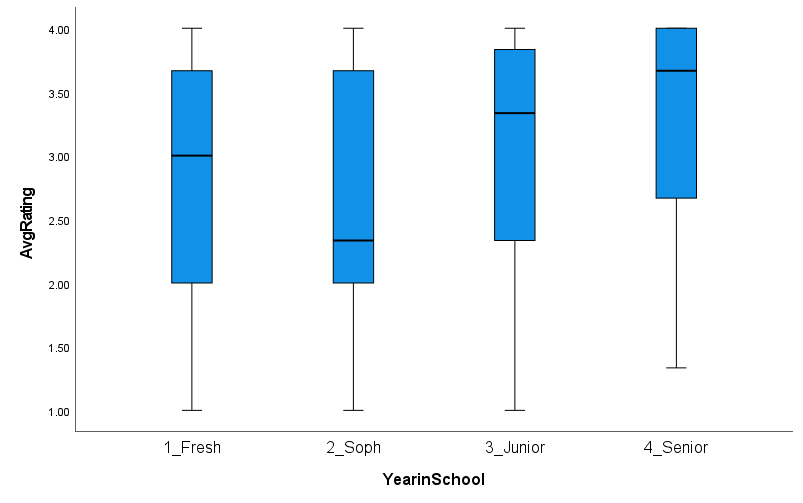 4.00
3.50
3.00
2.50
2.00
1.50
1.00
AvgRating
1_Fresh
2_Soph
3_Junior
4_Senior
YearinSchool